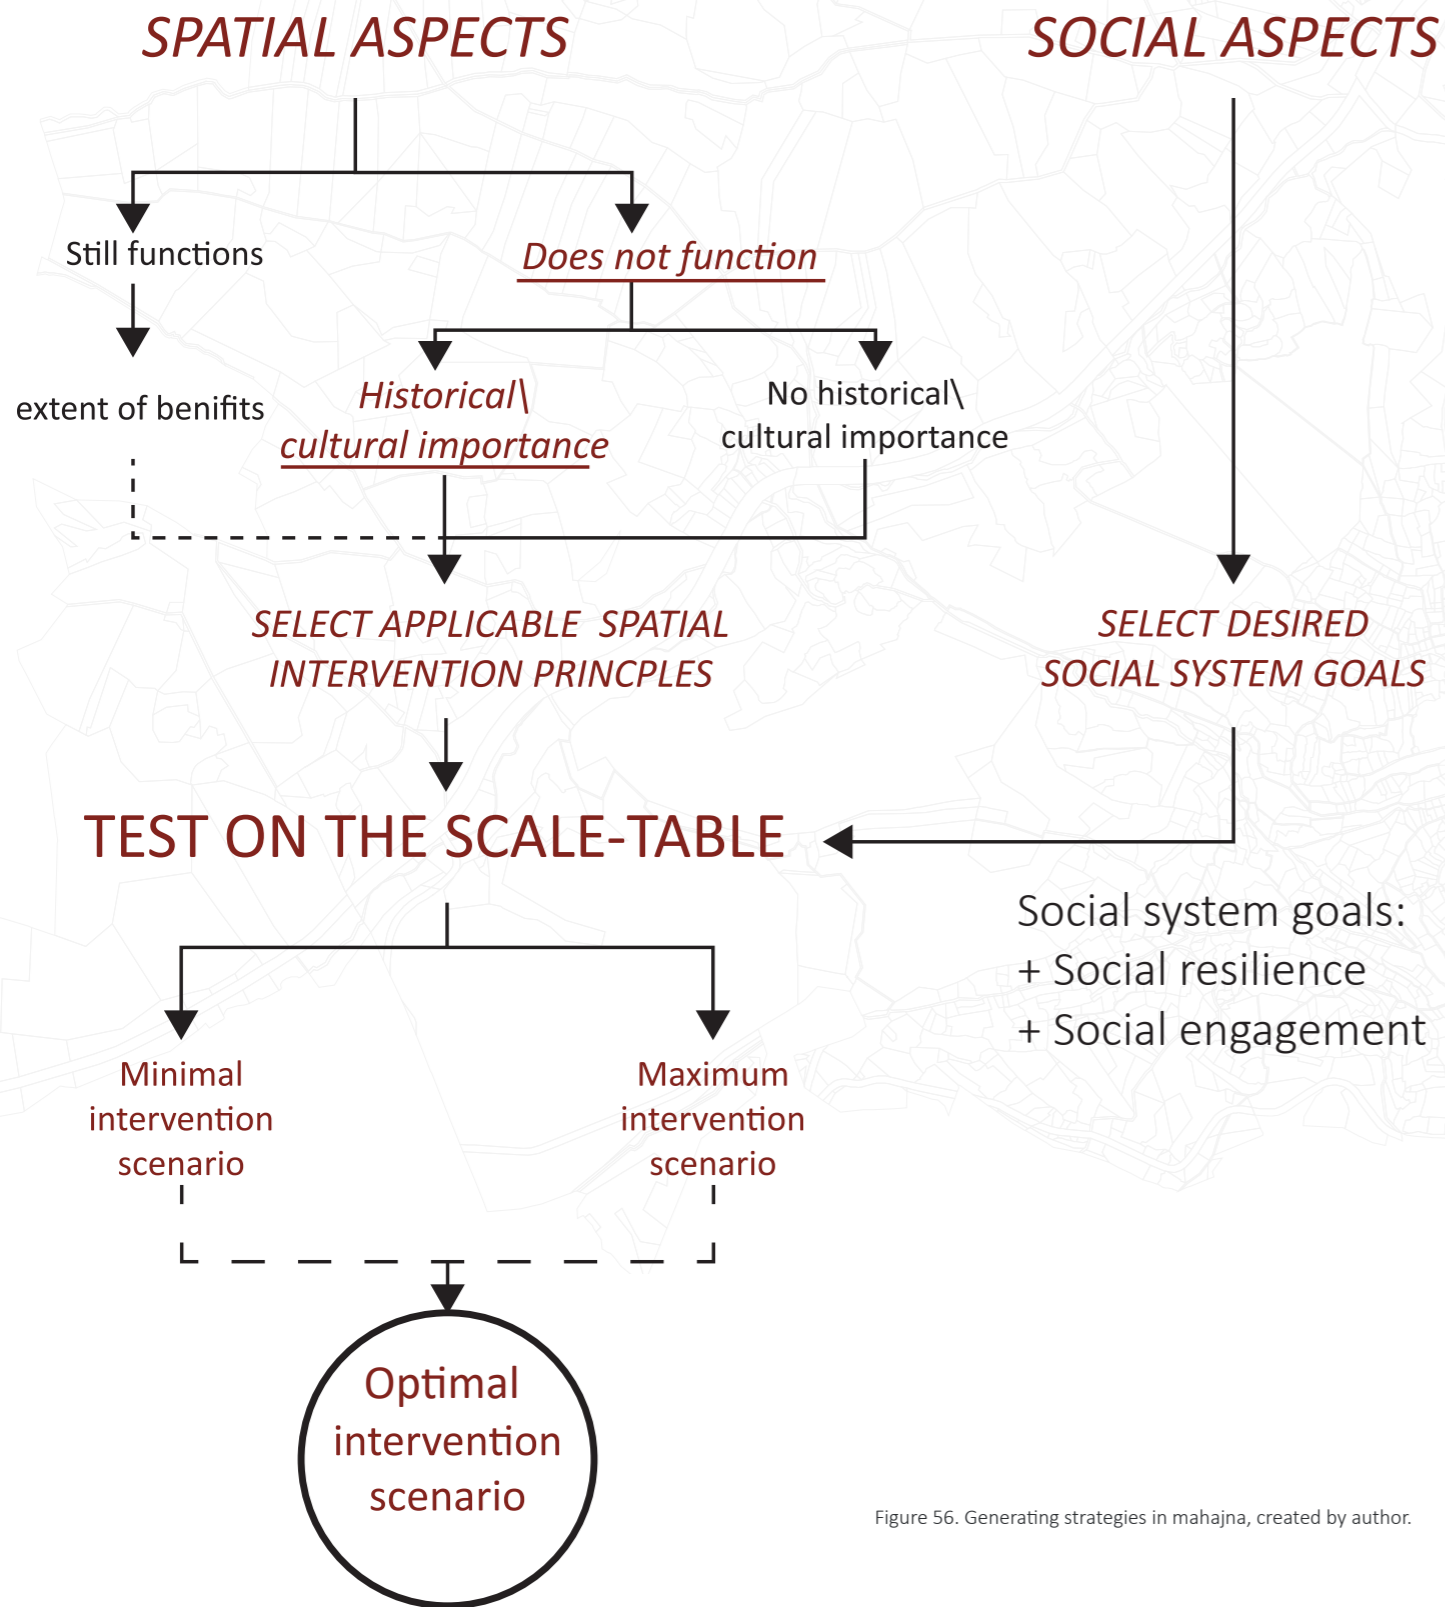 SPATIAL ASPECTS
SOCIAL ASPECTS
Still functions
Does not function
extent of benifits
Historical\
cultural importance
No historical\
cultural importance
SELECT APPLICABLE SPATIAL
INTERVENTION PRINCPLES
SELECT DESIRED
SOCIAL SYSTEM GOALS
TEST ON THE SCALE-TABLE
Social system goals:
+ Social resilience
+ Social engagement
Minimal
intervention
scenario
Maximum
intervention
scenario
Optimal
intervention
scenario
Figure 56. Generating strategies in mahajna, created by author.